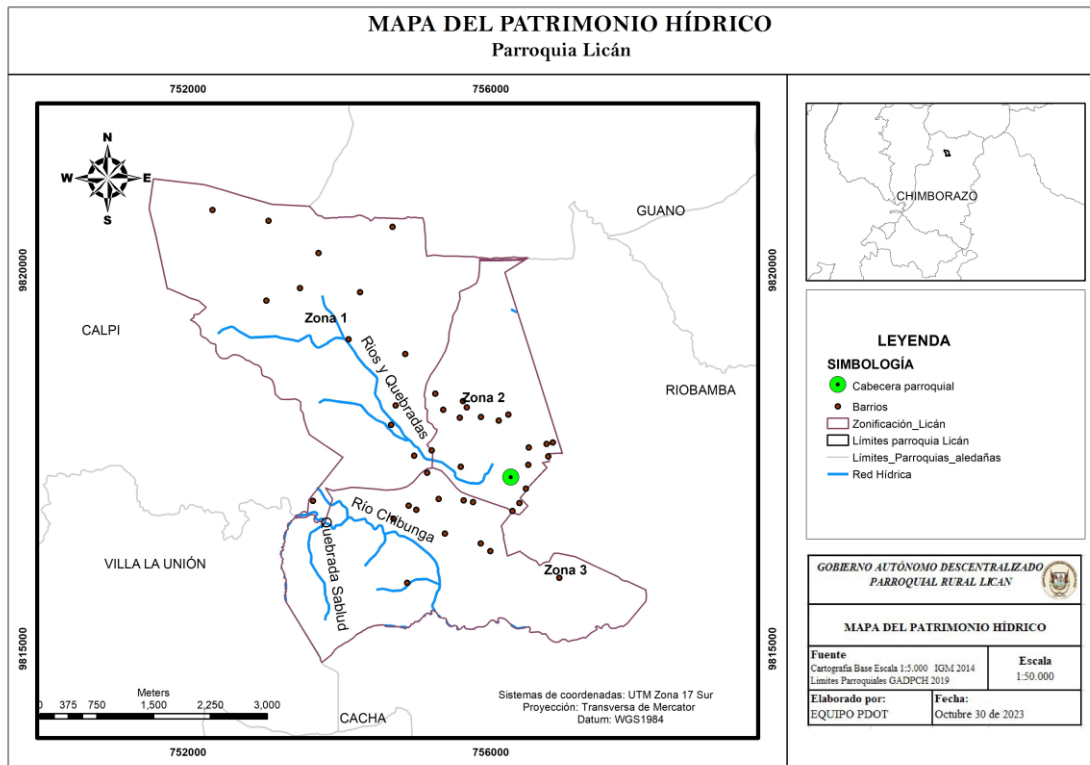 MAPA DEL PATRIMONIO HÍDRICO
Parroquia Licán
752000
756000
N
W
E
S
GUANO
9820000
9820000
CALPI
Zona 1
Rios y Quebradas
RIOBAMBA
Zona 2
Río Chibunga
Quebrada Sablud
VILLA LA UNIÓN
Zona 3
9815000
9815000
Meters
0 375 750 1,500 2,250 3,000
CACHA
Sistemas de coordenadas: UTM Zona 17 Sur
Proyección: Transversa de Mercator
Datum: WGS1984
752000
756000
CHIMBORAZO
LEYENDA
SIMBOLOGÍA
Cabecera parroquial
Barrios
Zonificación_Licán
Límites parroquia Licán
Límites_Parroquias_aledañas
Red Hídrica
GOBIERNO AUTÓNOMO DESCENTRALIZADO
PARROQUIAL RURAL LICAN
MAPA DEL PATRIMONIO HÍDRICO
Fuente
Cartografía Base Escala 1:5.000 IGM 2014
Limites Parroquiales GADPCH 2019
Escala
1:50.000
Elaborado por:
EQUIPO PDOT
Fecha:
Octubre 30 de 2023